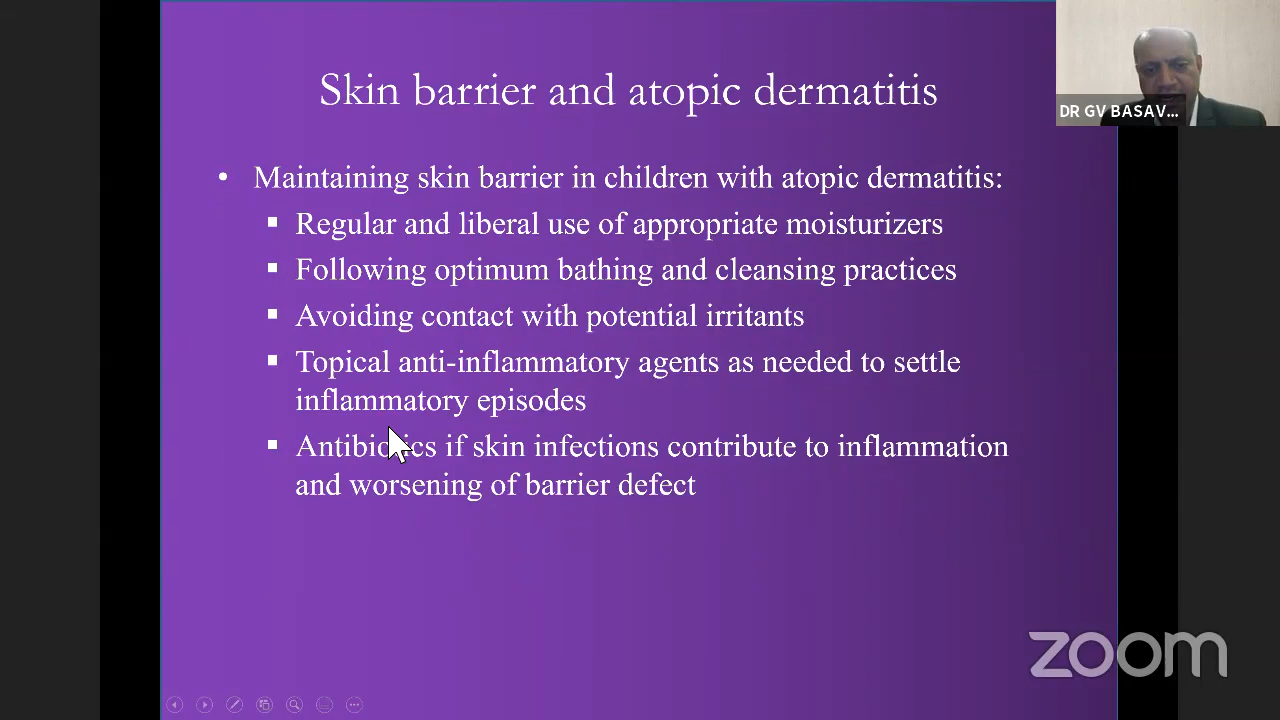 Skin barrier and atopic dermatitis
DR GV BASAV...
• Maintaining skin barrier in children with atopic dermatitis:
▪ Regular and liberal use of appropriate moisturizers
▪ Following optimum bathing and cleansing practices
▪ Avoiding contact with potential irritants
▪ Topical anti-inflammatory agents as needed to settle
inflammatory episodes
▪ Antibiotics if skin infections contribute to inflammation
and worsening of barrier defect
zoom